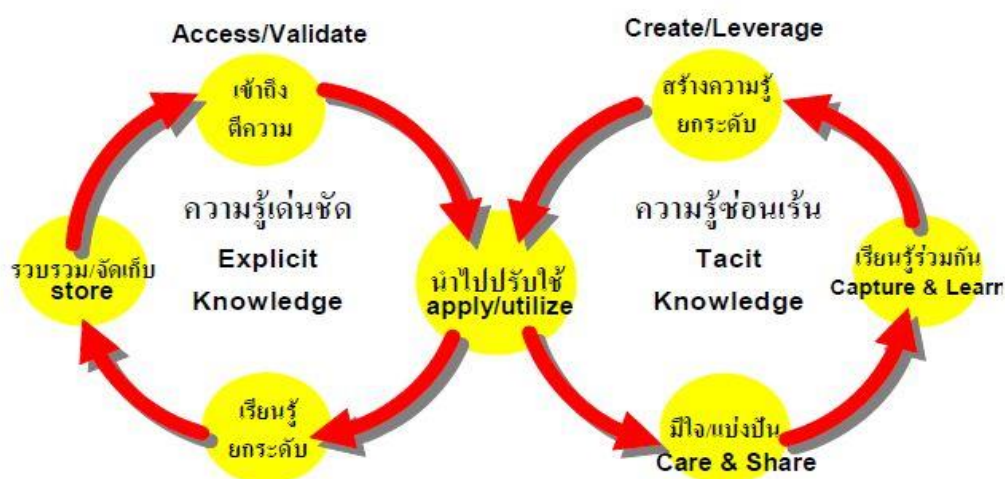 Access/Validate
เข้าถึง
ตีความ
ความรู้เด่นชัด
Explicit
Knowledge
รวบรวม/จัดเก็บ
store
เรียนรู้
ยกระดับ
นำไปปรับใช้
apply/utilize
Create/Leverage
สร้างความรู้
ยกระดับ
ความรู้ซ่อนเร้น
Tacit
Knowledge
เรียนรู้ร่วมกัน
Capture & Learn
มีใจ/แบ่งปัน
Care & Share